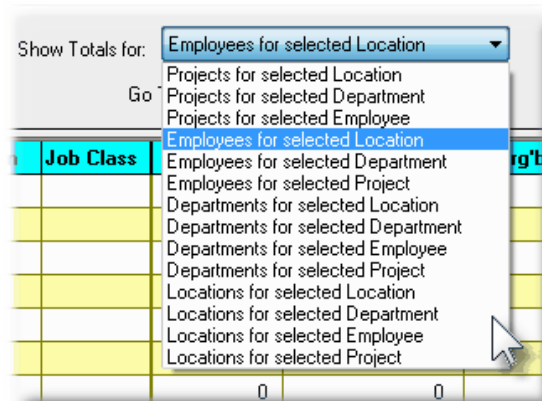 Show Totals for: Employees for selected Location
Go
Projects for selected Location
Projects for selected Department
Projects for selected Employee
Employees for selected Location
Employees for selected Department
Employees for selected Project
Departments for selected Location
Departments for selected Department
Departments for selected Employee
Departments for selected Project
Locations for selected Location
Locations for selected Department
Locations for selected Employee
Locations for selected Project
Job Class
0 0